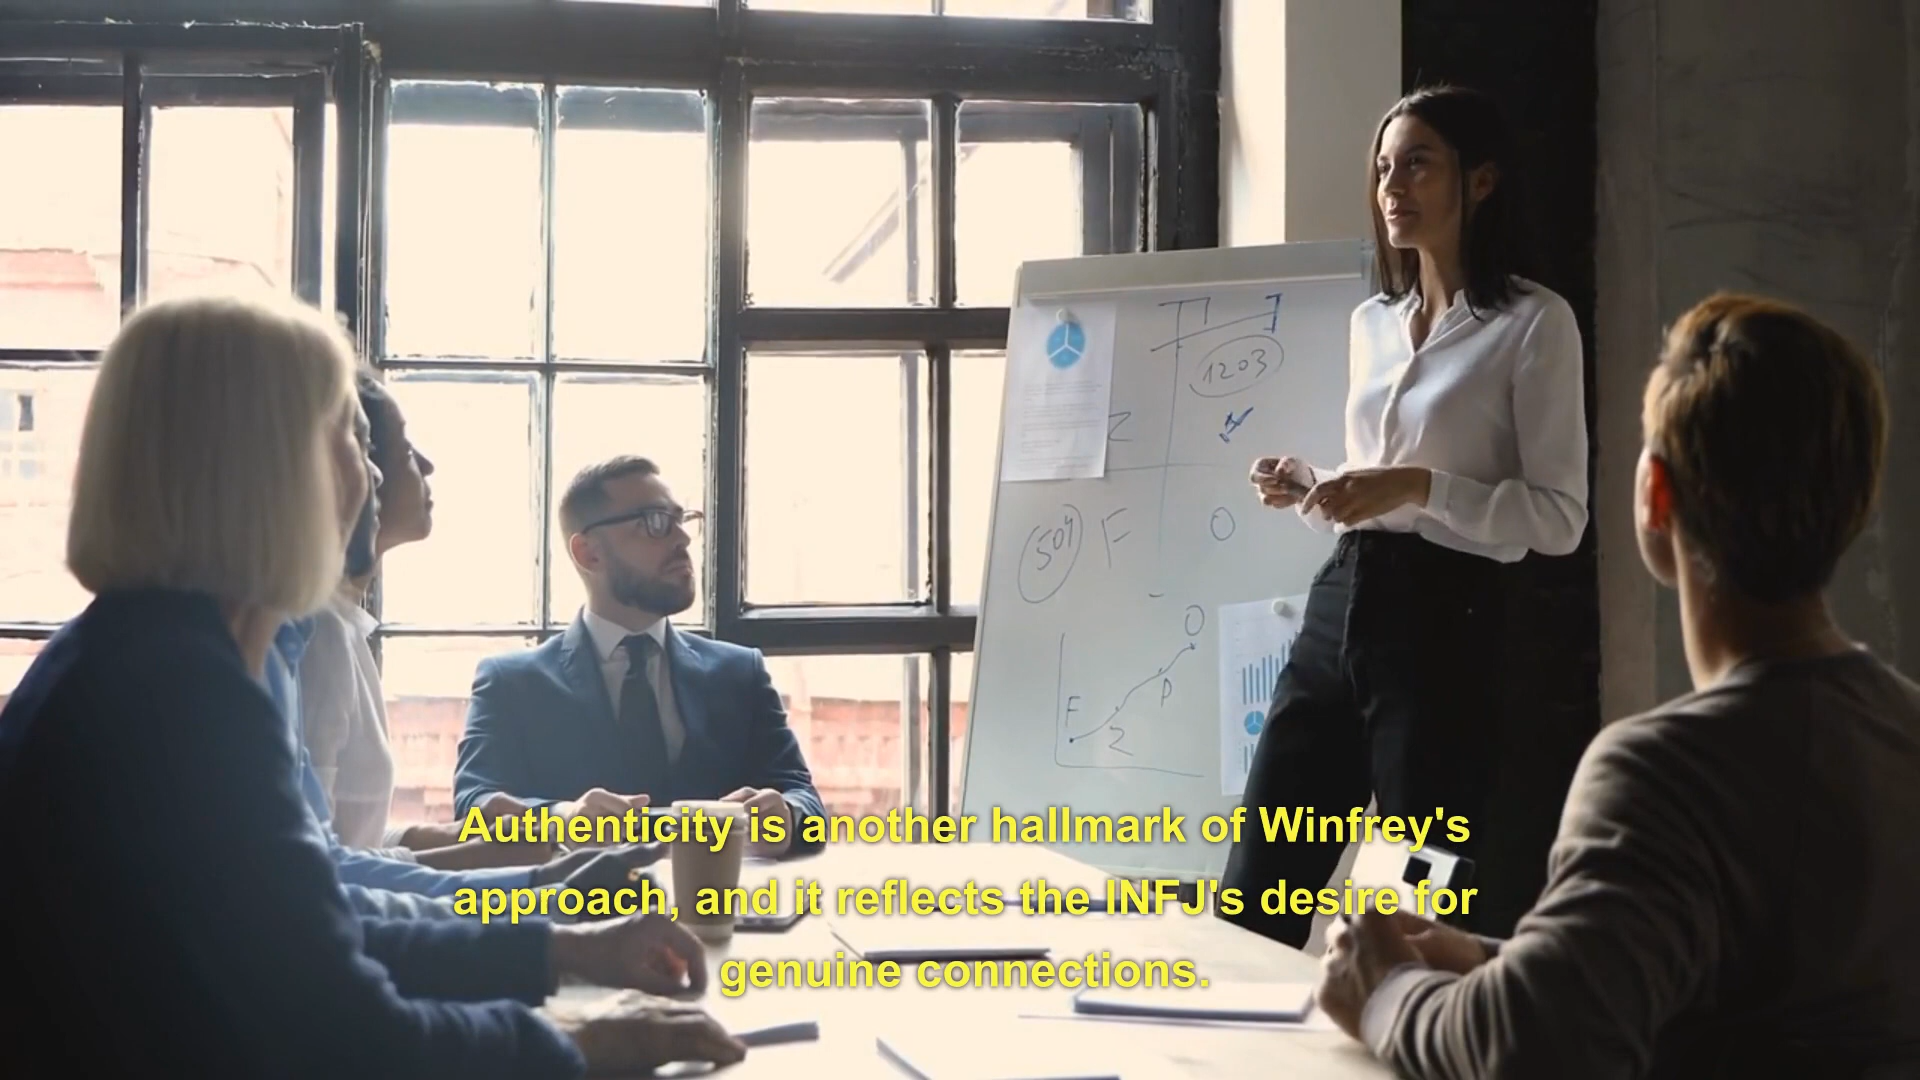 1203
Z
504
F
O
O
P
F
Z
Authenticity is another hallmark of Winfrey's
approach, and it reflects the INFJ's desire for
genuine connections.